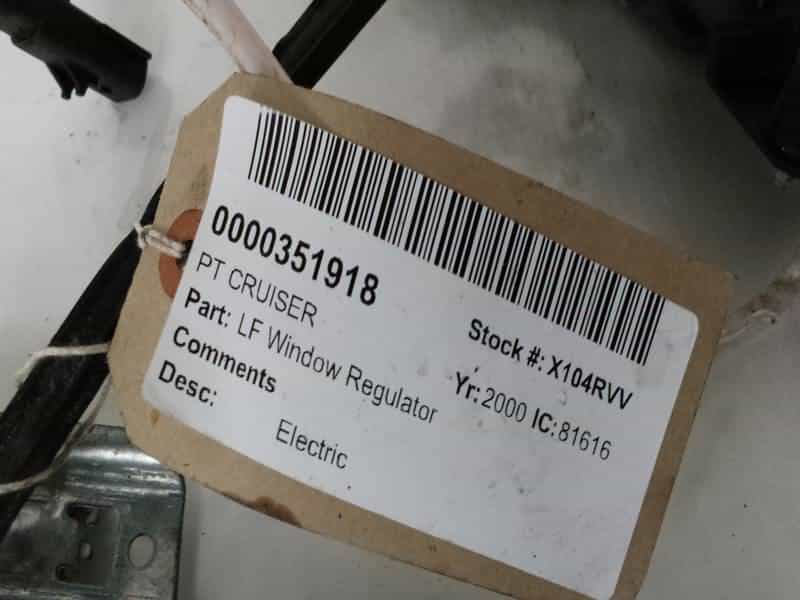 0000351918
PT CRUISER
Stock #: X104RVV
Part: LF Window Regulator
Yr: 2000 IC: 81616
Comments
Desc:
Electric